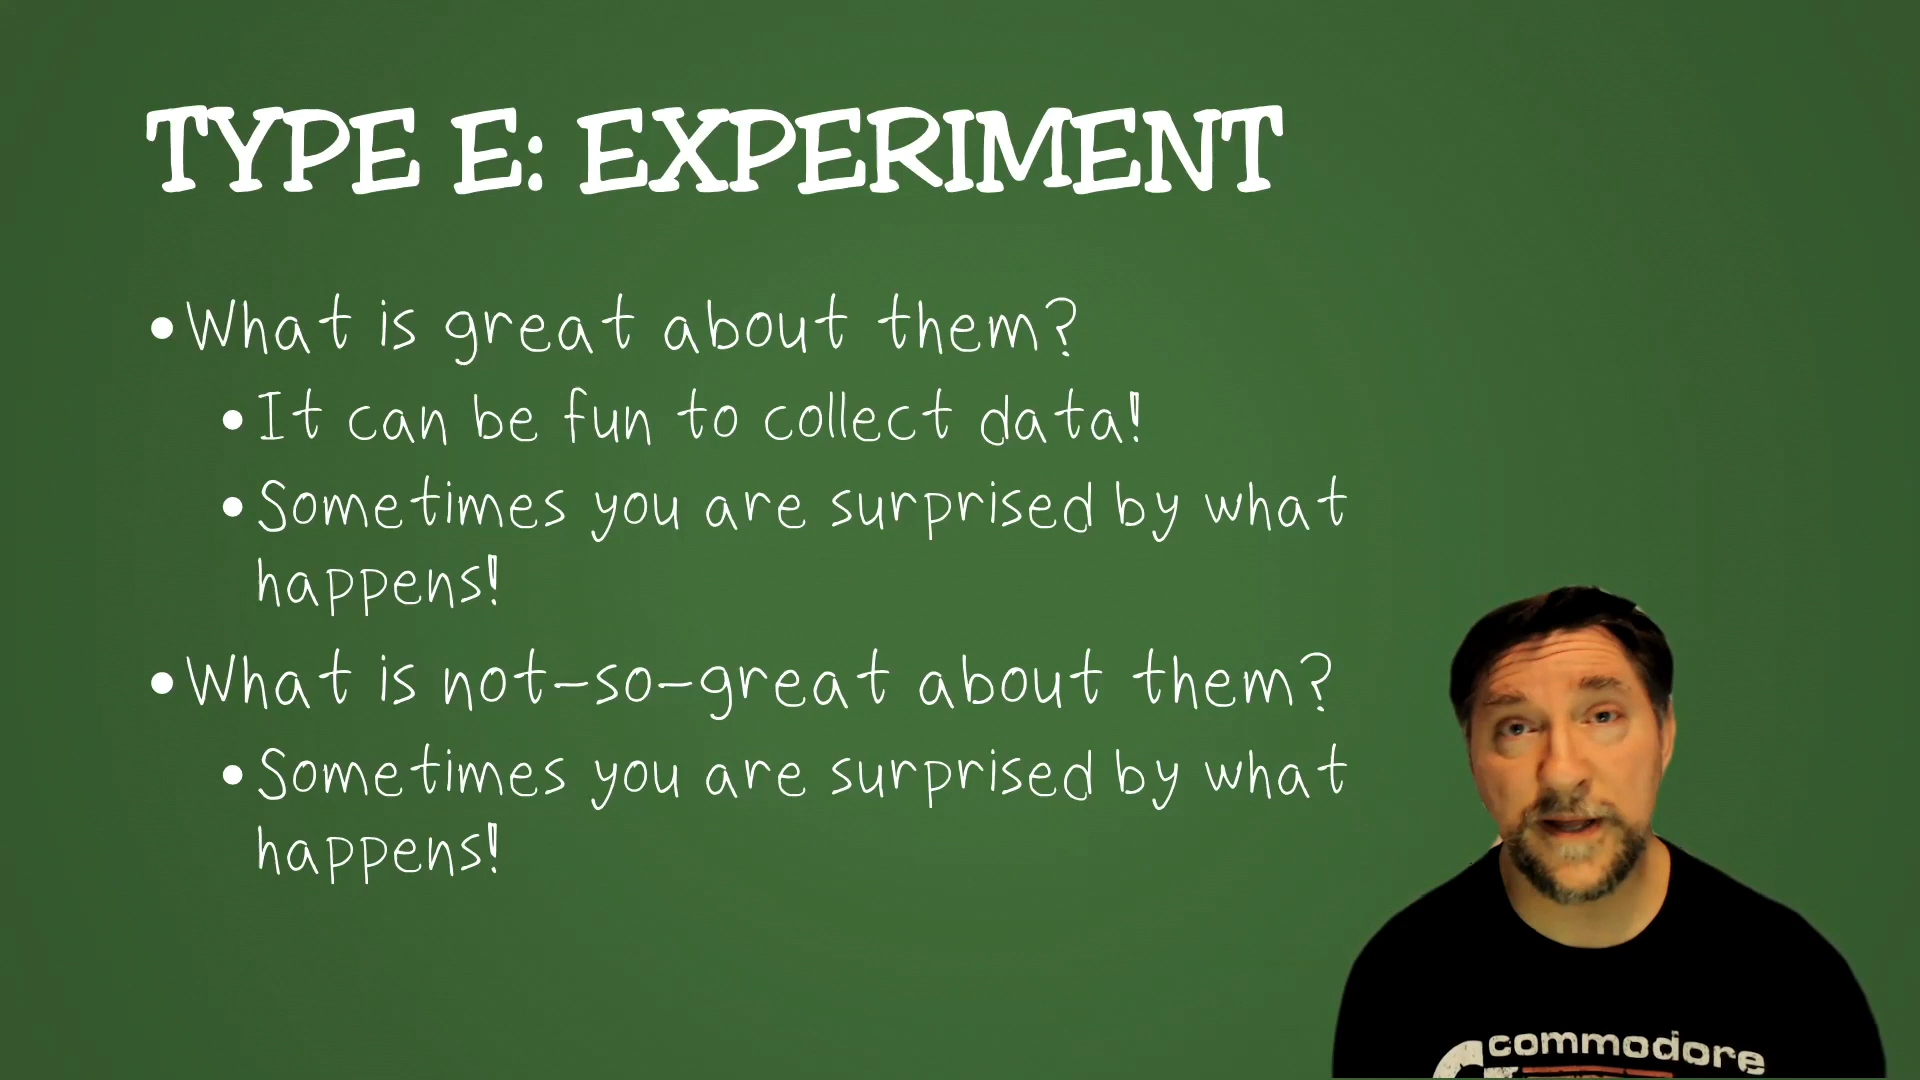 TYPE E: EXPERIMENT
•What is great about them?
•It can be fun to collect data!
•Sometimes you are surprised by what
happens!
•What is not-so-great about them?
•Sometimes you are surprised by what
happens!
commodore